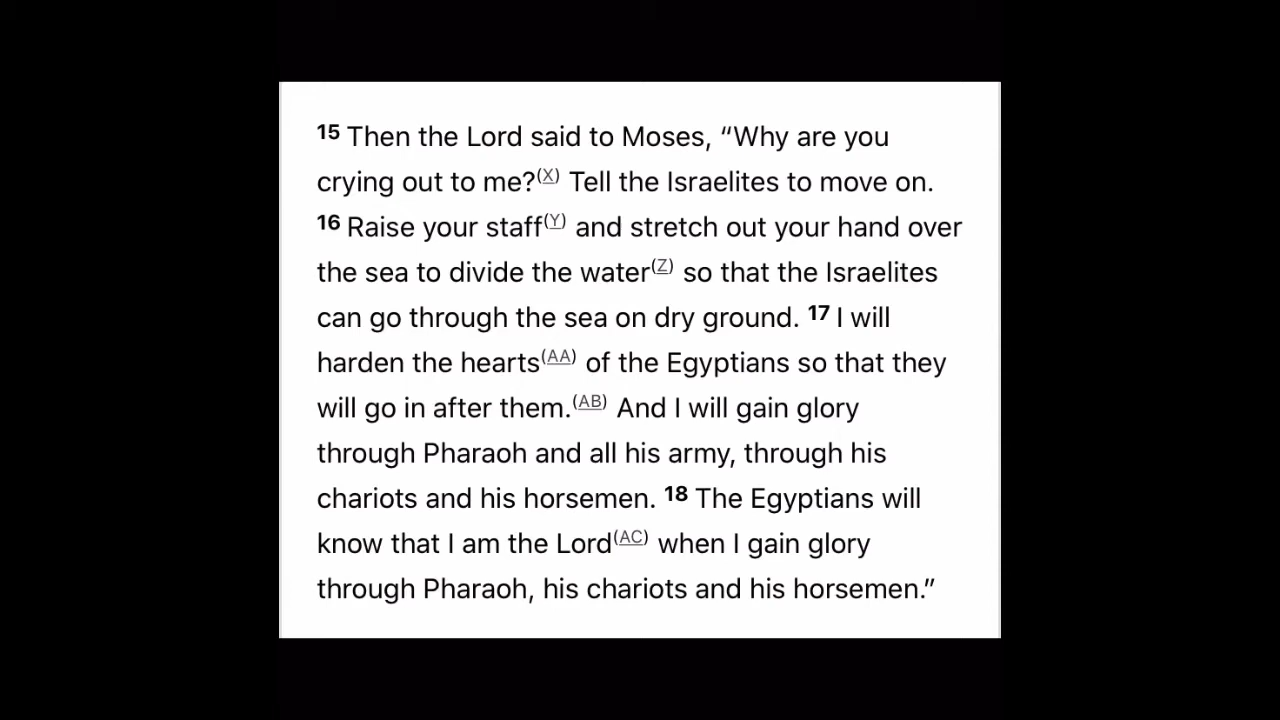 15 Then the Lord said to Moses, “Why are you
crying out to me?(X) Tell the Israelites to move on.
16 Raise your staff(Y) and stretch out your hand over
the sea to divide the water(Z) so that the Israelites
can go through the sea on dry ground. 17 I will
harden the hearts(AA) of the Egyptians so that they
will go in after them.(AB) And I will gain glory
through Pharaoh and all his army, through his
chariots and his horsemen. 18 The Egyptians will
know that I am the Lord(AC) when I gain glory
through Pharaoh, his chariots and his horsemen.”